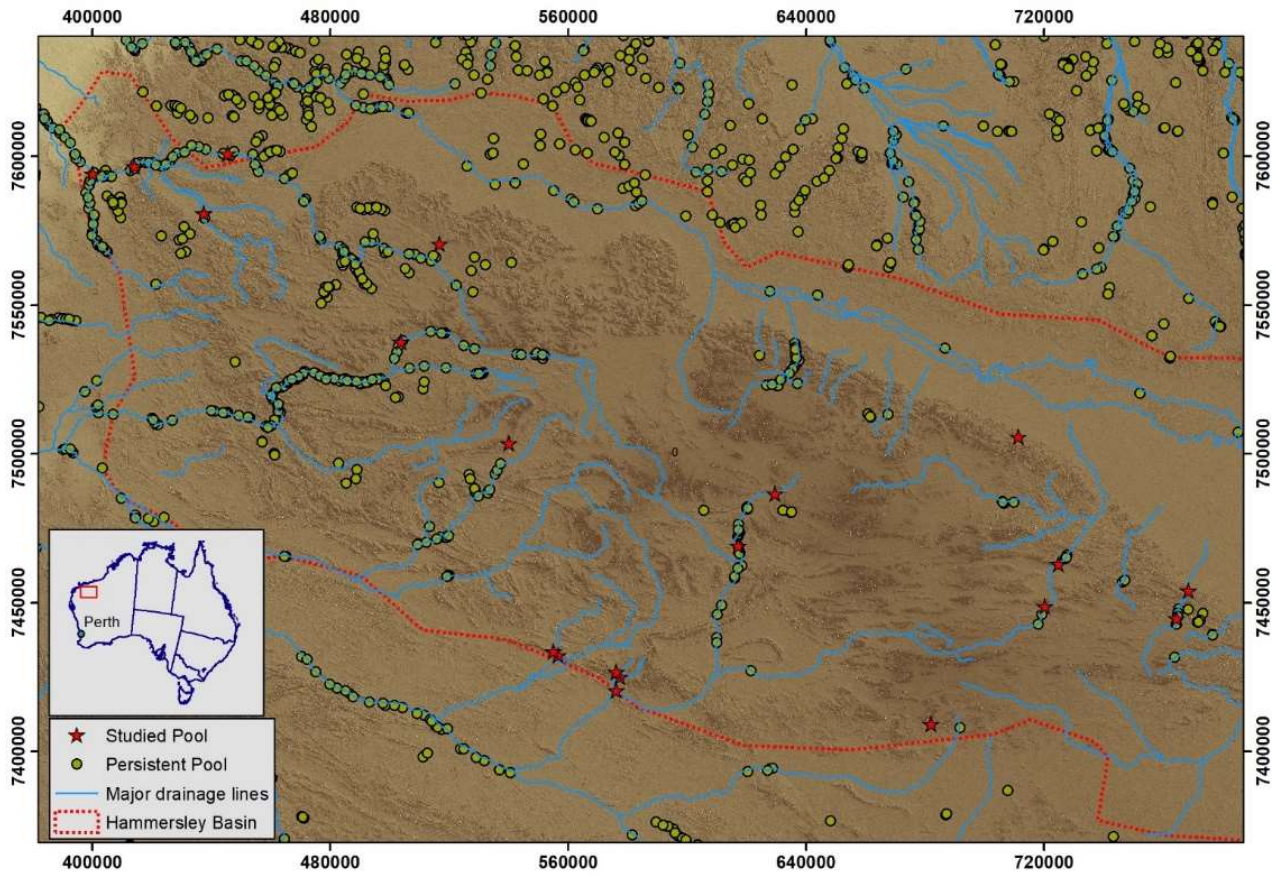 400000 480000 560000 640000 720000
7600000 7600000
7550000 7550000
7500000 7500000
0
7450000 7450000
7400000 7400000
Perth
Studied Pool
Persistent Pool
Major drainage lines
Hammersley Basin
400000 480000 560000 640000 720000